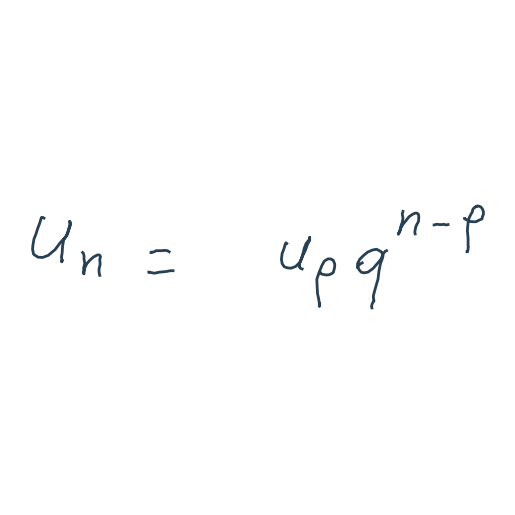 $u_n = u_p q^{n-p}$